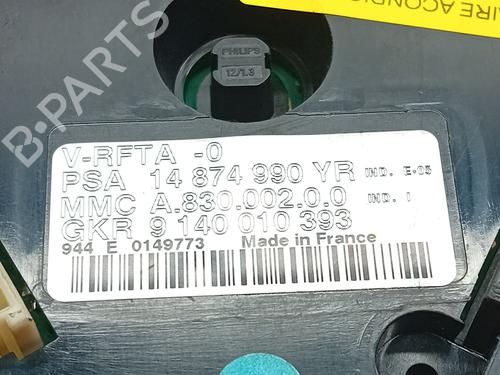 AIRE ACONDI
B-PARTS
PHILIPS
12/1.3
V-RFTA -0
PSA 14 874 990 YR IND. E-05
MMC A.830.002.0.0 IND. I
GKR 9 140 010 393
944 E 0149773 Made in France